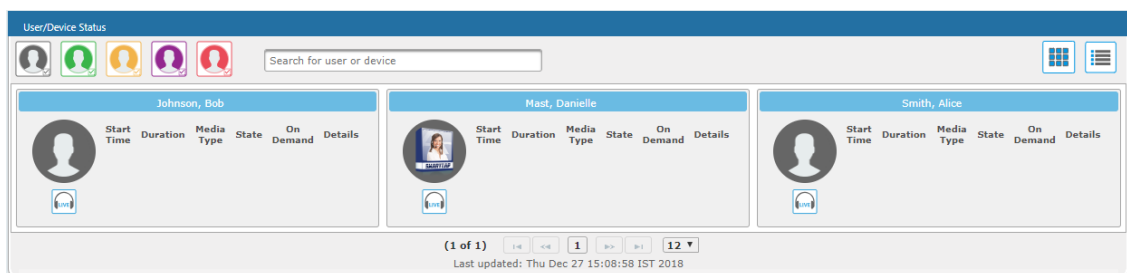 User/Device Status
Search for user or device
Johnson, Bob
Start Time Duration Media Type State On Demand Details
LIVE
Mast, Danielle
Start Time Duration Media Type State On Demand Details
LIVE
Smith, Alice
Start Time Duration Media Type State On Demand Details
LIVE
(1 of 1) 1 12
Last updated: Thu Dec 27 15:08:58 IST 2018